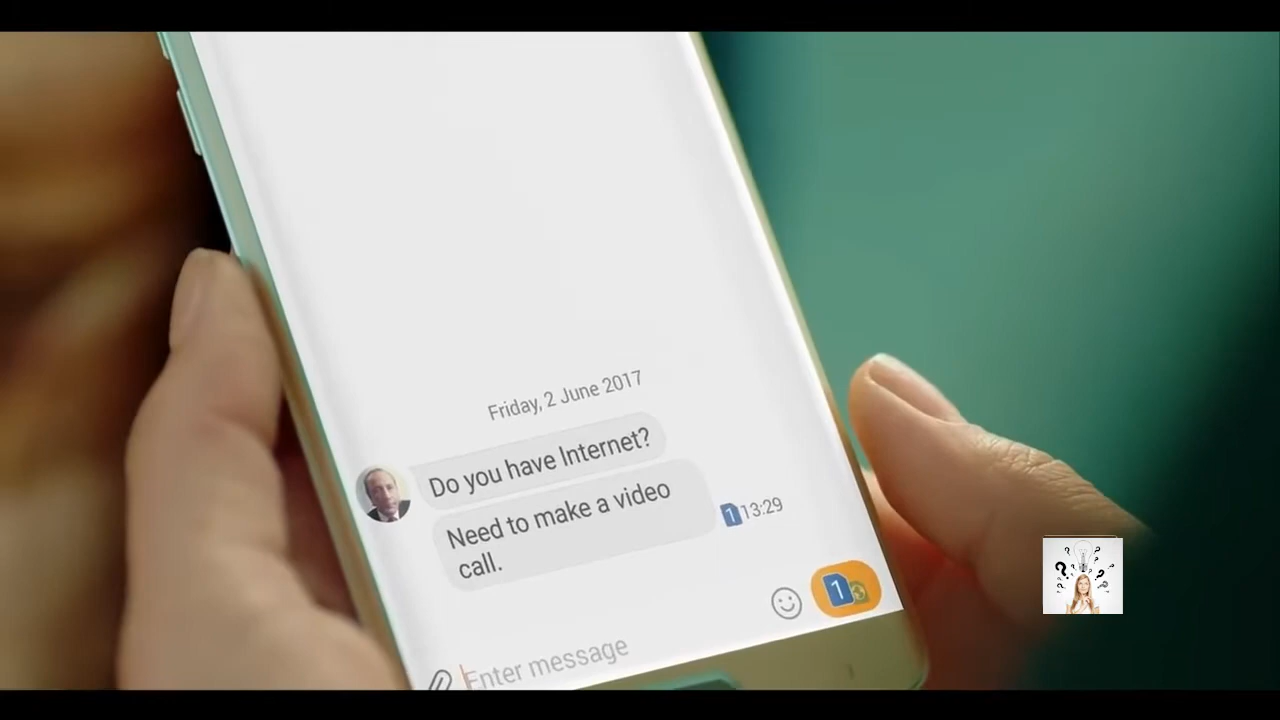 Friday, 2 June 2017
Do you have Internet?
Need to make a video
call.
1 13:29
1
Enter message